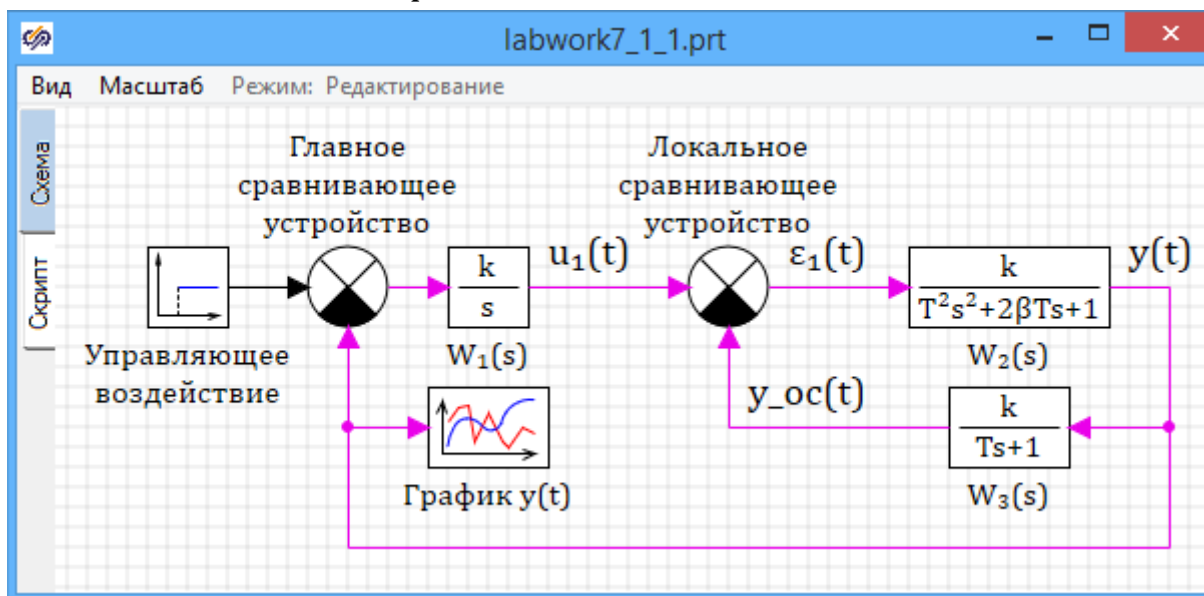 labwork7_1_1.prt
Вид Масштаб Режим: Редактирование
Схема
Скрипт
Главное
сравнивающее
устройство
Локальное
сравнивающее
устройство
k
s
u₁(t)
ε₁(t)
k
T²s²+2βTs+1
y(t)
Управляющее
воздействие
W₁(s)
W₂(s)
y_oc(t)
k
Ts+1
График y(t)
W₃(s)